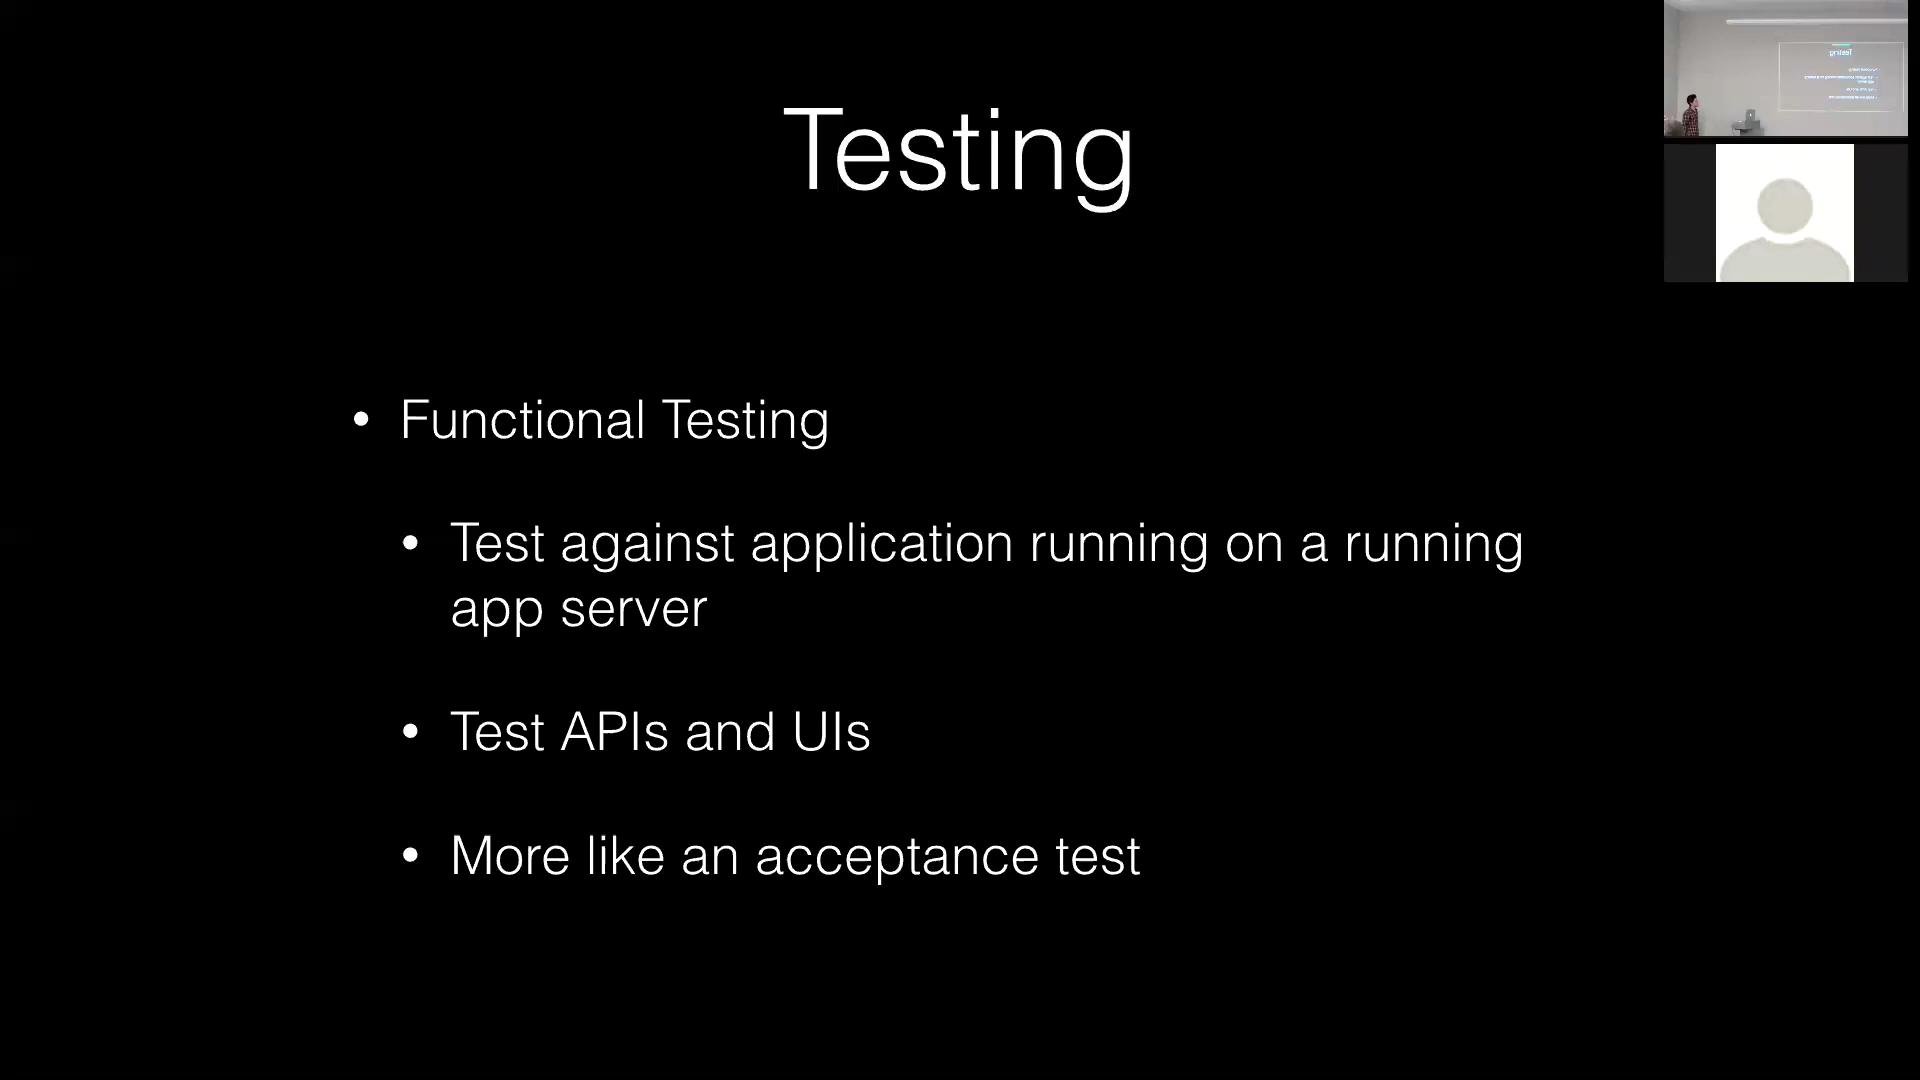 Testing
• Functional Testing
• Test against application running on a running
app server
• Test APIs and UIs
• More like an acceptance test